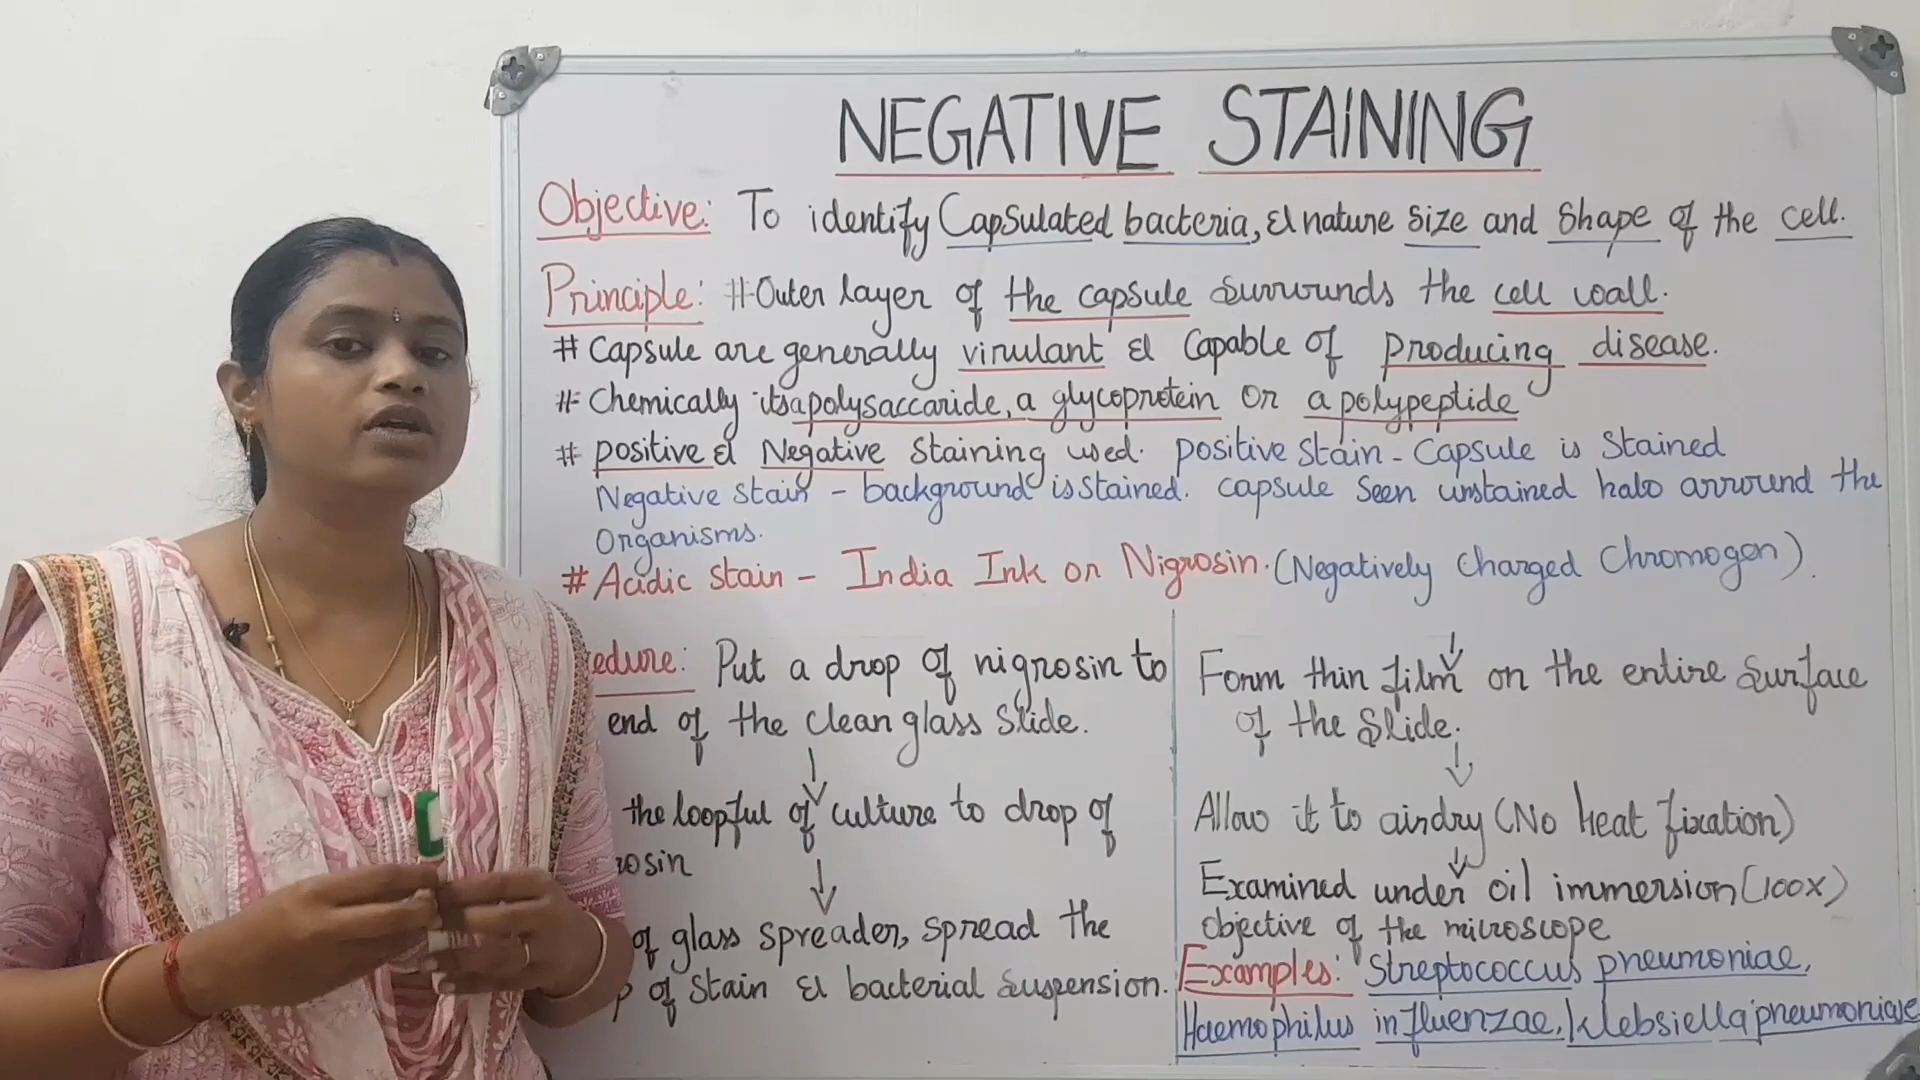 NEGATIVE STAINING
Objective: To identify Capsulated bacteria, & nature size and shape of the cell.
Principle: # Outer layer of the capsule surrounds the cell wall.
# Capsule are generally virulant & capable of producing disease.
# Chemically its a polysaccaride, a glycoprotein or a polypeptide
# positive & Negative staining used. positive stain - Capsule is stained
Negative stain - background is stained. capsule seen unstained halo arround the
organisms.
# Acidic stain - India Ink or Nigrosin. (Negatively charged Chromogen).
edure: Put a drop of nigrosin to
end of the clean glass slide.
the loopful of culture to drop of
rosin
of glass spreader, spread the
p of stain & bacterial suspension.
Form thin film on the entire surface
of the slide.
Allow it to airdry (No heat fixation)
Examined under oil immersion (100x)
objective of the microscope
Examples: Streptococcus pneumoniae,
Haemophilus influenzae, Klebsiella pneumoniae